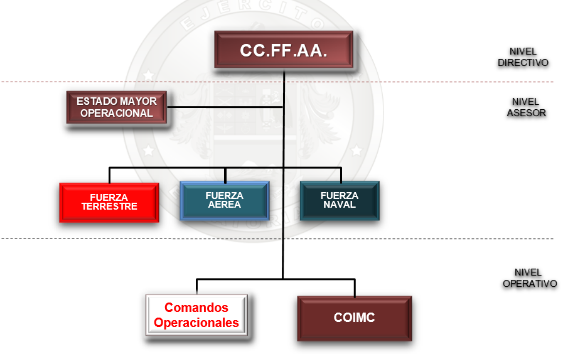 EJÉRCITO
CC.FF.AA.
NIVEL
DIRECTIVO
ESTADO MAYOR
OPERACIONAL
NIVEL
ASESOR
FUERZA
TERRESTRE
FUERZA
AEREA
FUERZA
NAVAL
NIVEL
OPERATIVO
Comandos
Operacionales
COIMC